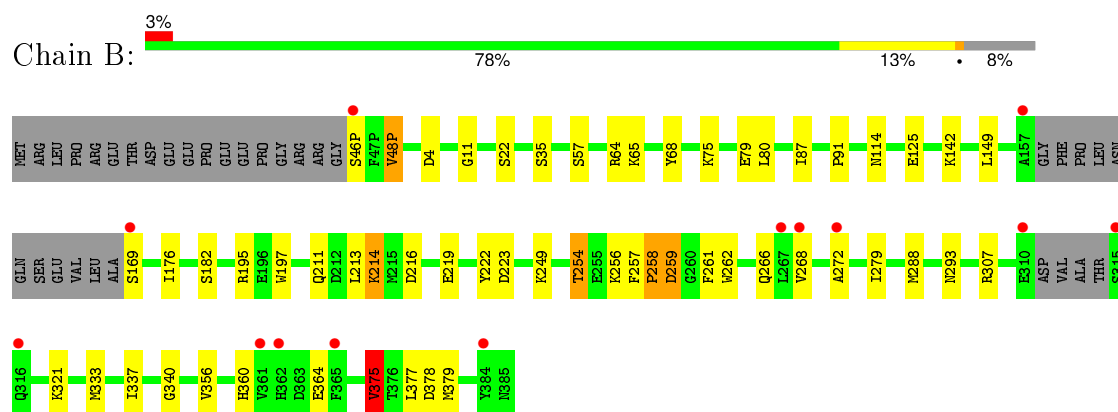 3%
Chain B:
78% 13% • 8%
MET ARG LEU PRO ARG GLU THR ASP GLU GLU PRO GLU GLU PRO GLY ARG ARG GLY S46P F47P V48P D4 G11 S22 S35 S57 R64 K65 Y68 K75 E79 L80 I87 P91 N114 E125 K142 L149 A157 GLY PHE PRO LEU ASN
GLN SER GLU VAL LEU ALA S169 I176 S182 R195 E196 W197 Q211 D212 L213 K214 M215 D216 E219 Y222 D223 K249 T254 E255 K256 F257 P258 D259 G260 F261 W262 Q266 L267 V268 A272 I279 M288 N293 R307 E310 ASP VAL ALA THR S315
Q316 K321 M333 I337 G340 V356 H360 V361 H362 D363 E364 F365 V375 T376 L377 D378 M379 Y384 N385